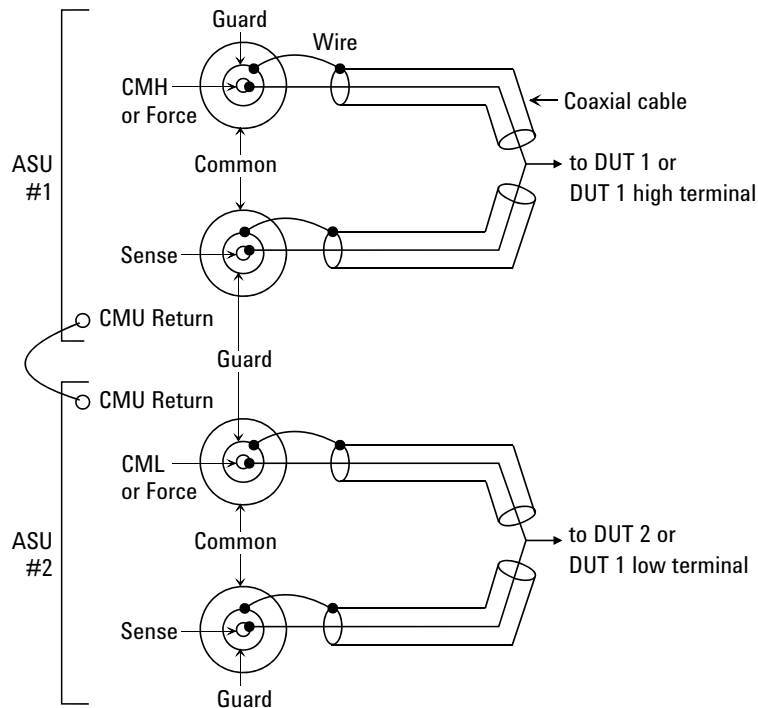 Guard
Wire
CMH
or Force
Coaxial cable
Common
ASU
#1
to DUT 1 or
DUT 1 high terminal
Sense
CMU Return
Guard
CMU Return
CML
or Force
ASU
#2
Common
to DUT 2 or
DUT 1 low terminal
Sense
Guard